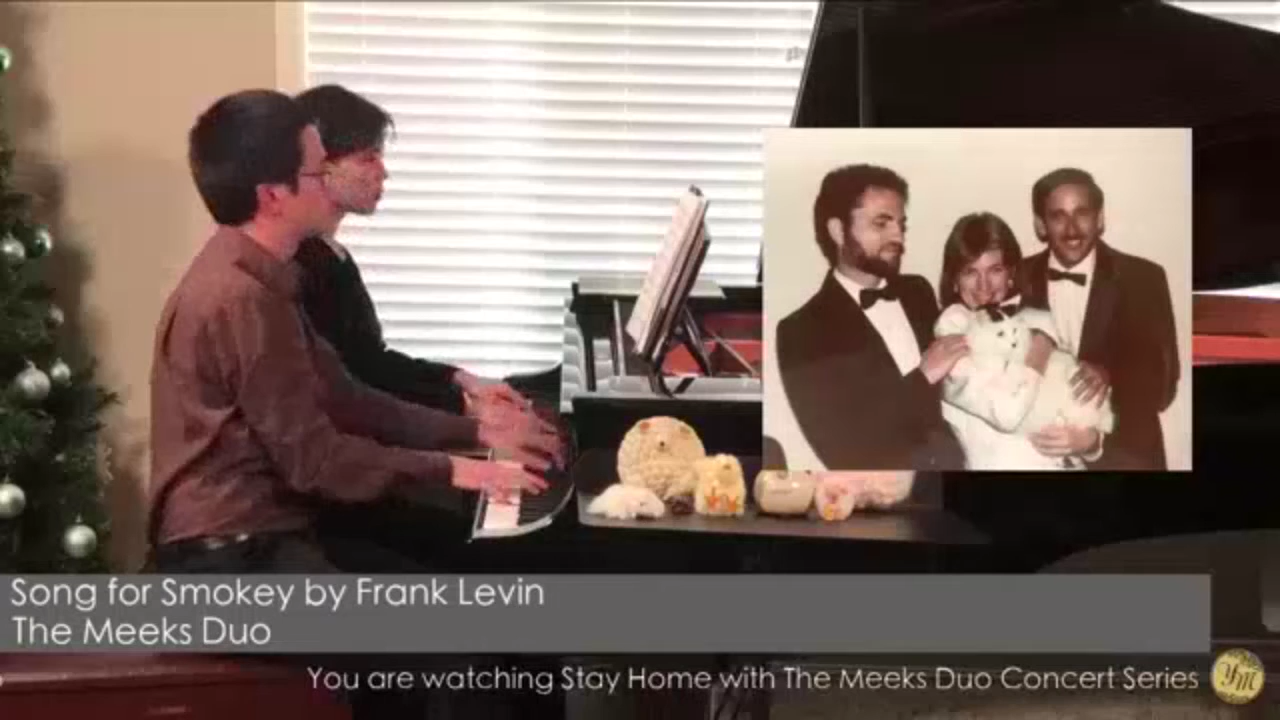 Song for Smokey by Frank Levin
The Meeks Duo
You are watching Stay Home with The Meeks Duo Concert Series
YM